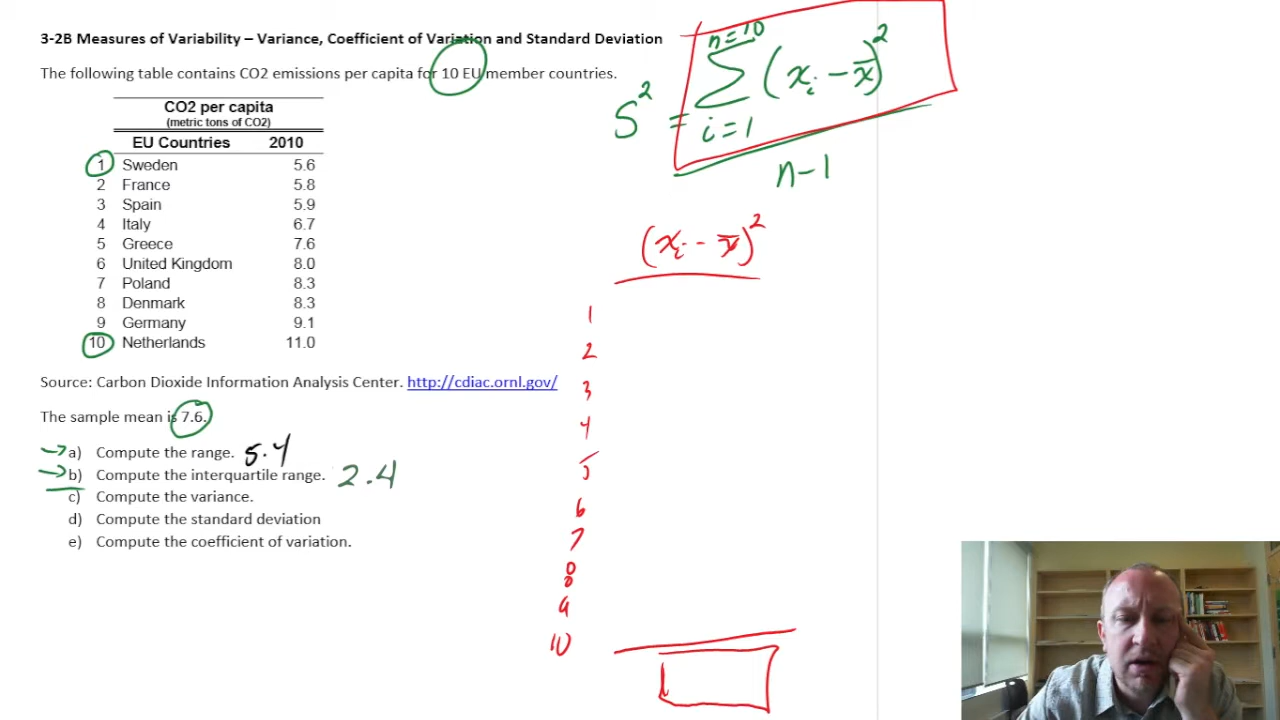 3-2B Measures of Variability – Variance, Coefficient of Variation and Standard Deviation
The following table contains CO2 emissions per capita for 10 EU member countries.
CO2 per capita
(metric tons of CO2)
EU Countries 2010
1 Sweden 5.6
2 France 5.8
3 Spain 5.9
4 Italy 6.7
5 Greece 7.6
6 United Kingdom 8.0
7 Poland 8.3
8 Denmark 8.3
9 Germany 9.1
10 Netherlands 11.0
Source: Carbon Dioxide Information Analysis Center. http://cdiac.ornl.gov/
The sample mean is 7.6.
→ a) Compute the range. 5.4
→ b) Compute the interquartile range. 2.4
c) Compute the variance.
d) Compute the standard deviation
e) Compute the coefficient of variation.
n=10
S² = Σ (xᵢ − x̄)²
i=1
n−1
(xᵢ − x̄)²
1
2
3
4
5
6
7
8
9
10